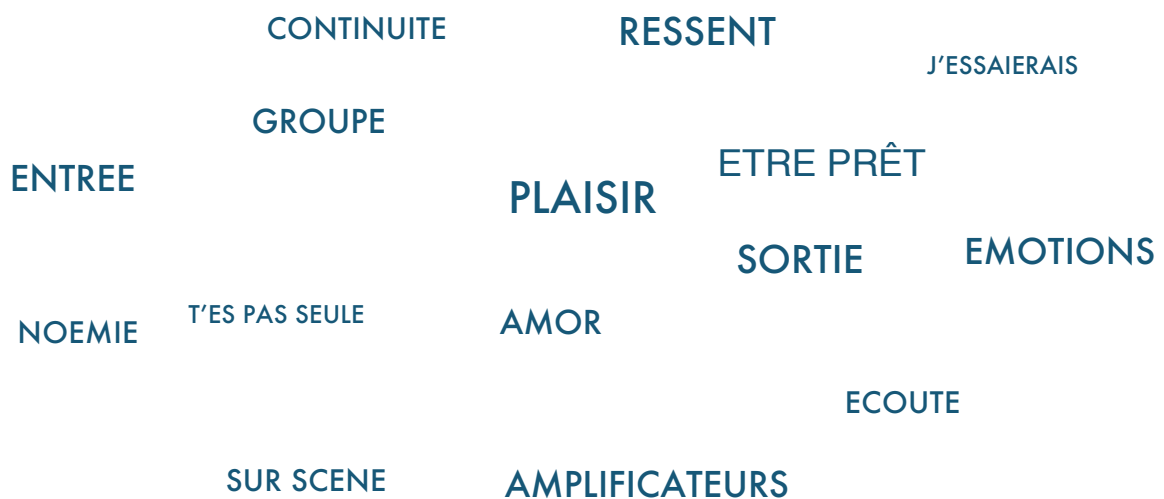 CONTINUITE
RESSENT
J'ESSAIERAIS
GROUPE
ETRE PRÊT
ENTREE
PLAISIR
SORTIE
EMOTIONS
T'ES PAS SEULE
AMOR
NOEMIE
ECOUTE
SUR SCENE
AMPLIFICATEURS